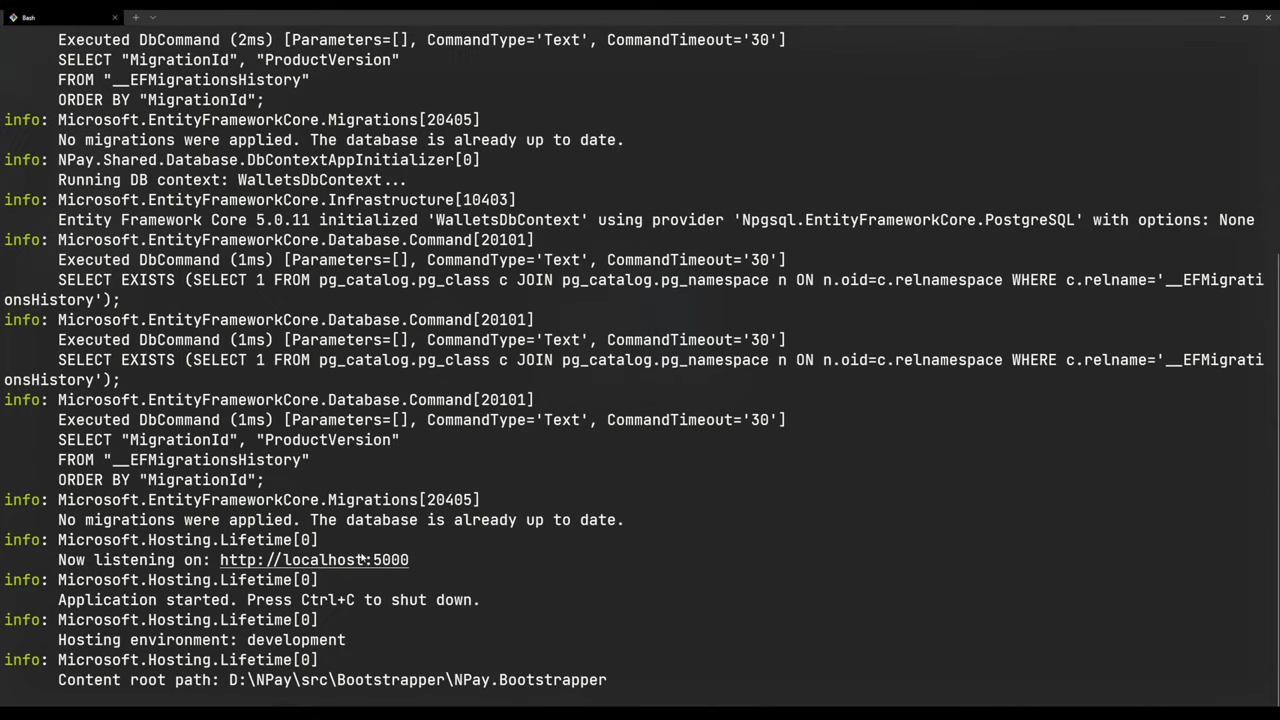 Bash
Executed DbCommand (2ms) [Parameters=[], CommandType='Text', CommandTimeout='30']
SELECT "MigrationId", "ProductVersion"
FROM "__EFMigrationsHistory"
ORDER BY "MigrationId";
info: Microsoft.EntityFrameworkCore.Migrations[20405]
No migrations were applied. The database is already up to date.
info: NPay.Shared.Database.DbContextAppInitializer[0]
Running DB context: WalletsDbContext...
info: Microsoft.EntityFrameworkCore.Infrastructure[10403]
Entity Framework Core 5.0.11 initialized 'WalletsDbContext' using provider 'Npgsql.EntityFrameworkCore.PostgreSQL' with options: None
info: Microsoft.EntityFrameworkCore.Database.Command[20101]
Executed DbCommand (1ms) [Parameters=[], CommandType='Text', CommandTimeout='30']
SELECT EXISTS (SELECT 1 FROM pg_catalog.pg_class c JOIN pg_catalog.pg_namespace n ON n.oid=c.relnamespace WHERE c.relname='__EFMigrati
onsHistory');
info: Microsoft.EntityFrameworkCore.Database.Command[20101]
Executed DbCommand (1ms) [Parameters=[], CommandType='Text', CommandTimeout='30']
SELECT EXISTS (SELECT 1 FROM pg_catalog.pg_class c JOIN pg_catalog.pg_namespace n ON n.oid=c.relnamespace WHERE c.relname='__EFMigrati
onsHistory');
info: Microsoft.EntityFrameworkCore.Database.Command[20101]
Executed DbCommand (1ms) [Parameters=[], CommandType='Text', CommandTimeout='30']
SELECT "MigrationId", "ProductVersion"
FROM "__EFMigrationsHistory"
ORDER BY "MigrationId";
info: Microsoft.EntityFrameworkCore.Migrations[20405]
No migrations were applied. The database is already up to date.
info: Microsoft.Hosting.Lifetime[0]
Now listening on: http://localhost:5000
info: Microsoft.Hosting.Lifetime[0]
Application started. Press Ctrl+C to shut down.
info: Microsoft.Hosting.Lifetime[0]
Hosting environment: development
info: Microsoft.Hosting.Lifetime[0]
Content root path: D:\NPay\src\Bootstrapper\NPay.Bootstrapper